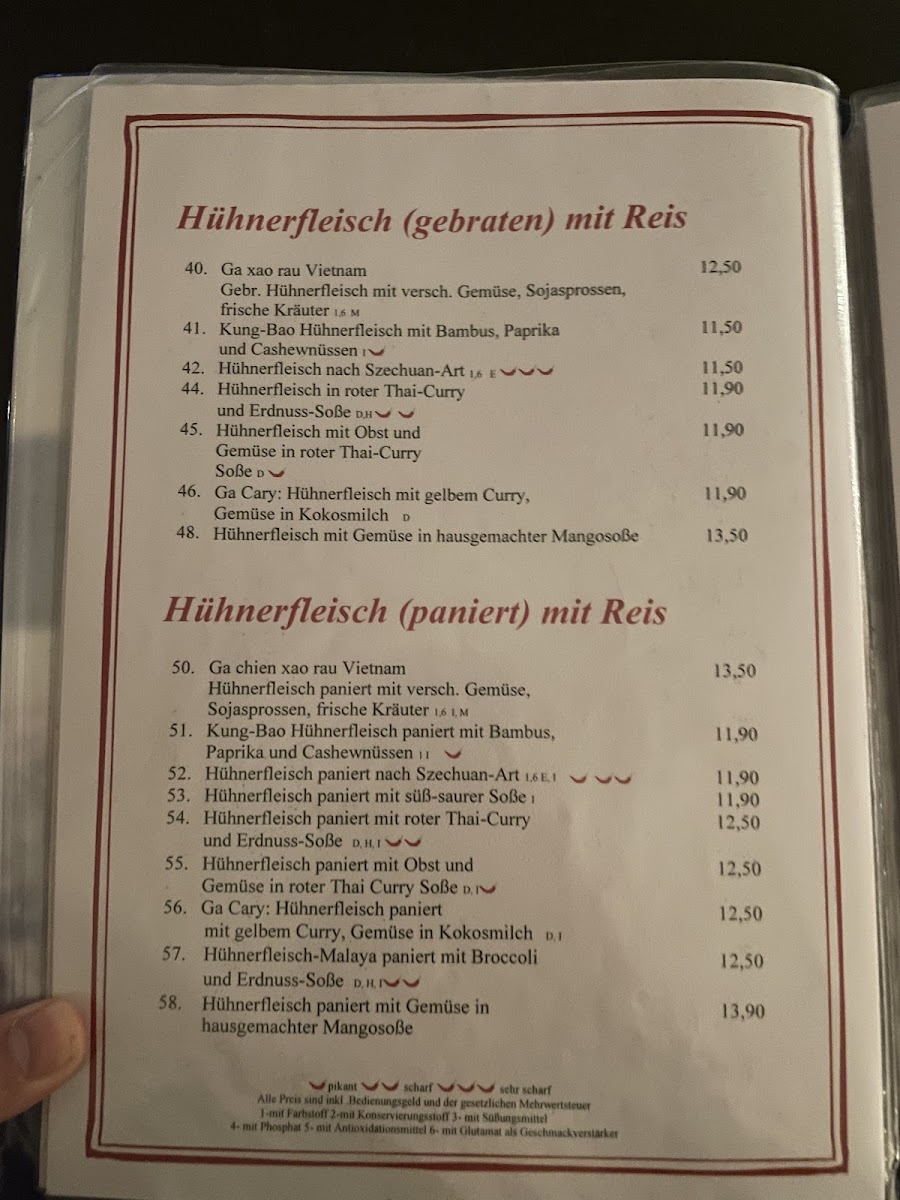 Hühnerfleisch (gebraten) mit Reis
40. Ga xao rau Vietnam 12,50
Gebr. Hühnerfleisch mit versch. Gemüse, Sojasprossen,
frische Kräuter 1,6 M
41. Kung-Bao Hühnerfleisch mit Bambus, Paprika 11,50
und Cashewnüssen I
42. Hühnerfleisch nach Szechuan-Art 1,6 E 11,50
44. Hühnerfleisch in roter Thai-Curry 11,90
und Erdnuss-Soße D,H
45. Hühnerfleisch mit Obst und 11,90
Gemüse in roter Thai-Curry
Soße D
46. Ga Cary: Hühnerfleisch mit gelbem Curry, 11,90
Gemüse in Kokosmilch D
48. Hühnerfleisch mit Gemüse in hausgemachter Mangosoße 13,50
Hühnerfleisch (paniert) mit Reis
50. Ga chien xao rau Vietnam 13,50
Hühnerfleisch paniert mit versch. Gemüse,
Sojasprossen, frische Kräuter 1,6 I, M
51. Kung-Bao Hühnerfleisch paniert mit Bambus, 11,90
Paprika und Cashewnüssen
52. Hühnerfleisch paniert nach Szechuan-Art 1,6 E, I 11,90
53. Hühnerfleisch paniert mit süß-saurer Soße I 11,90
54. Hühnerfleisch paniert mit roter Thai-Curry 12,50
und Erdnuss-Soße D, H, I
55. Hühnerfleisch paniert mit Obst und 12,50
Gemüse in roter Thai Curry Soße D, I
56. Ga Cary: Hühnerfleisch paniert 12,50
mit gelbem Curry, Gemüse in Kokosmilch D, I
57. Hühnerfleisch-Malaya paniert mit Broccoli 12,50
und Erdnuss-Soße D, H, I
58. Hühnerfleisch paniert mit Gemüse in 13,90
hausgemachter Mangosoße
pikant scharf sehr scharf
Alle Preis sind inkl .Bedienungsgeld und der gesetzlichen Mehrwertsteuer
1-mit Farbstoff 2-mit Konservierungsstoff 3- mit Süßungsmittel
4- mit Phosphat 5- mit Antioxidationsmittel 6- mit Glutamat als Geschmackverstärker